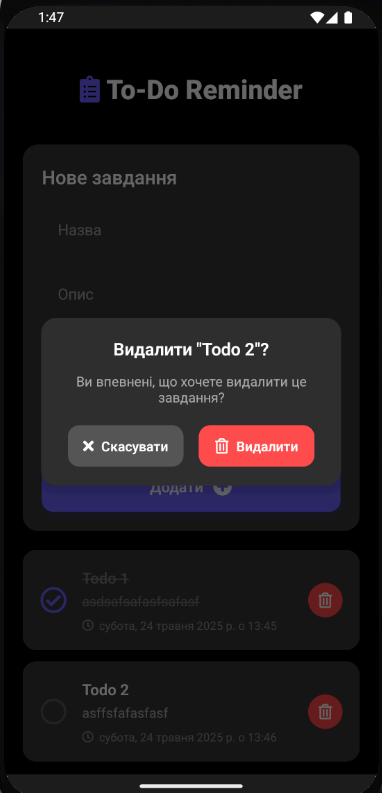 1:47
To-Do Reminder
Нове завдання
Назва
Опис
Видалити "Todo 2"?
Ви впевнені, що хочете видалити це
завдання?
Скасувати
Видалити
Додати
Todo 1
asdsafsafasfsafasf
субота, 24 травня 2025 р. о 13:45
Todo 2
asffsfafasfasf
субота, 24 травня 2025 р. о 13:46